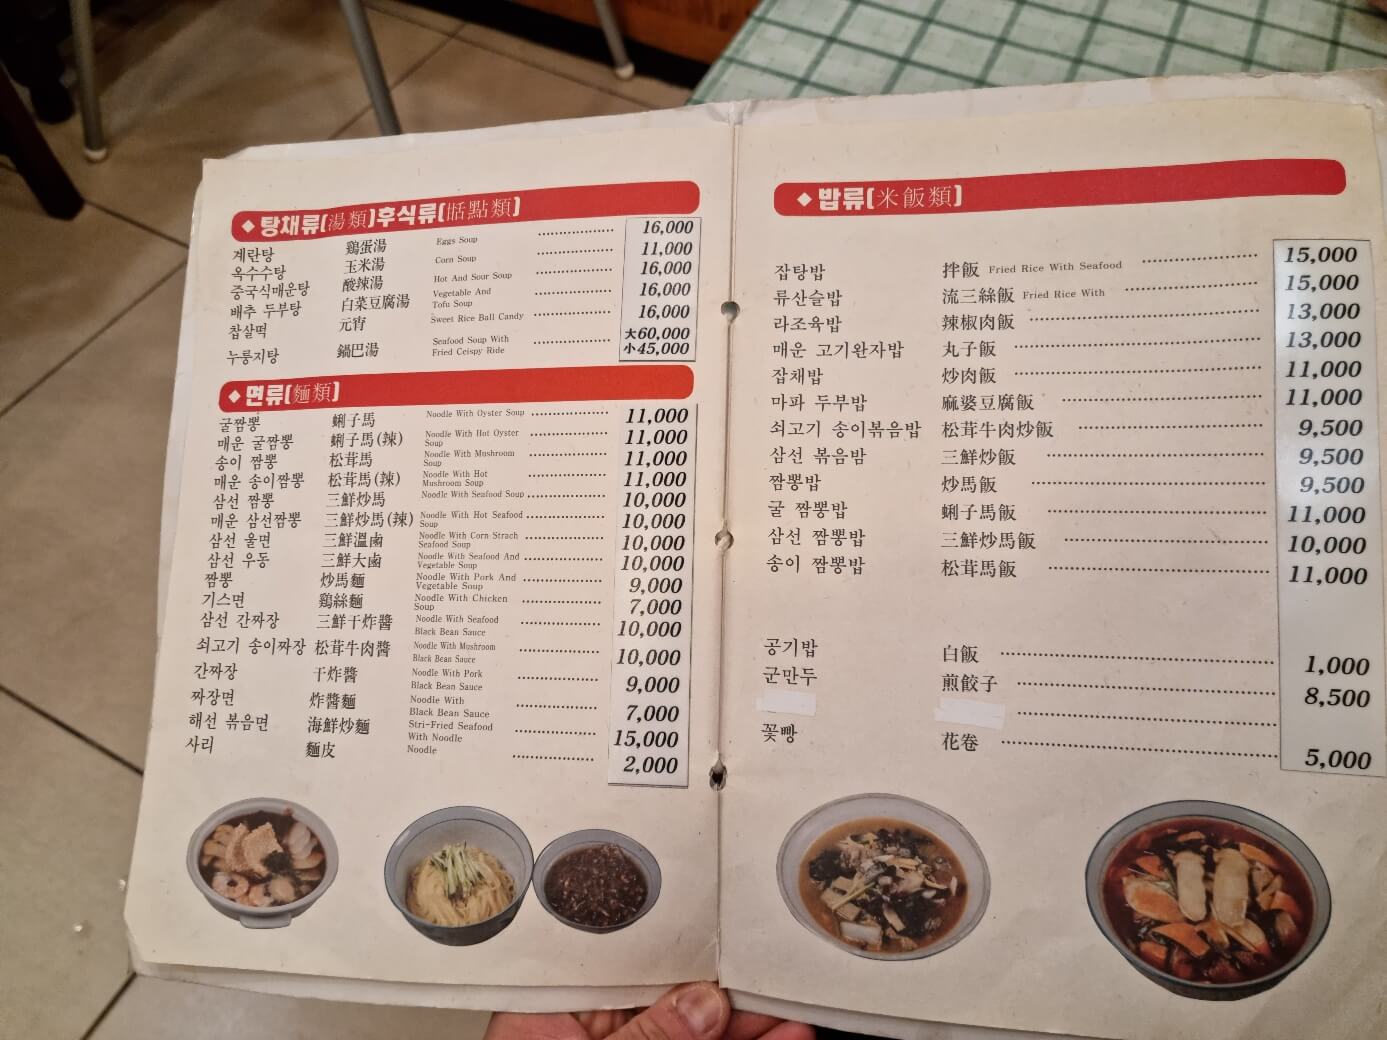 ◆ 탕채류(湯類)후식류(甛點類)
계란탕 鷄蛋湯 Eggs Soup 16,000
옥수수탕 玉米湯 Corn Soup 11,000
중국식매운탕 酸辣湯 Hot And Sour Soup 16,000
배추 두부탕 白菜豆腐湯 Vegetable And Tofu Soup 16,000
찹살떡 元宵 Sweet Rice Ball Candy 16,000
누룽지탕 鍋巴湯 Seafood Soup With Fried Ceispy Ride 大60,000 小45,000
◆ 면류(麵類)
굴짬뽕 蜊子馬 Noodle With Oyster Soup 11,000
매운 굴짬뽕 蜊子馬(辣) Noodle With Hot Oyster Soup 11,000
송이 짬뽕 松茸馬 Noodle With Mushroom Soup 11,000
매운 송이짬뽕 松茸馬(辣) Noodle With Hot Mushroom Soup 11,000
삼선 짬뽕 三鮮炒馬 Noodle With Seafood Soup 10,000
매운 삼선짬뽕 三鮮炒馬(辣) Noodle With Hot Seafood Soup 10,000
삼선 울면 三鮮溫鹵 Noodle With Corn Strach Seafood Soup 10,000
삼선 우동 三鮮大鹵 Noodle With Seafood And Vegetable Soup 10,000
짬뽕 炒馬麵 Noodle With Pork And Vegetable Soup 9,000
기스면 鷄絲麵 Noodle With Chicken Soup 7,000
삼선 간짜장 三鮮干炸醬 Noodle With Seafood Black Bean Sauce 10,000
쇠고기 송이짜장 松茸牛肉醬 Noodle With Mushroom Black Bean Sauce 10,000
간짜장 干炸醬 Noodle With Pork Black Bean Sauce 9,000
짜장면 炸醬麵 Noodle With Black Bean Sauce 7,000
해선 볶음면 海鮮炒麵 Stri-Fried Seafood With Noodle 15,000
사리 麵皮 Noodle 2,000
◆ 밥류(米飯類)
잡탕밥 拌飯 Fried Rice With Seafood 15,000
류산슬밥 流三絲飯 Fried Rice With 15,000
라조육밥 辣椒肉飯 13,000
매운 고기완자밥 丸子飯 13,000
잡채밥 炒肉飯 11,000
마파 두부밥 麻婆豆腐飯 11,000
쇠고기 송이볶음밥 松茸牛肉炒飯 9,500
삼선 볶음밤 三鮮炒飯 9,500
짬뽕밥 炒馬飯 9,500
굴 짬뽕밥 蜊子馬飯 11,000
삼선 짬뽕밥 三鮮炒馬飯 10,000
송이 짬뽕밥 松茸馬飯 11,000
공기밥 白飯 1,000
군만두 煎餃子 8,500
꽃빵 花卷 5,000